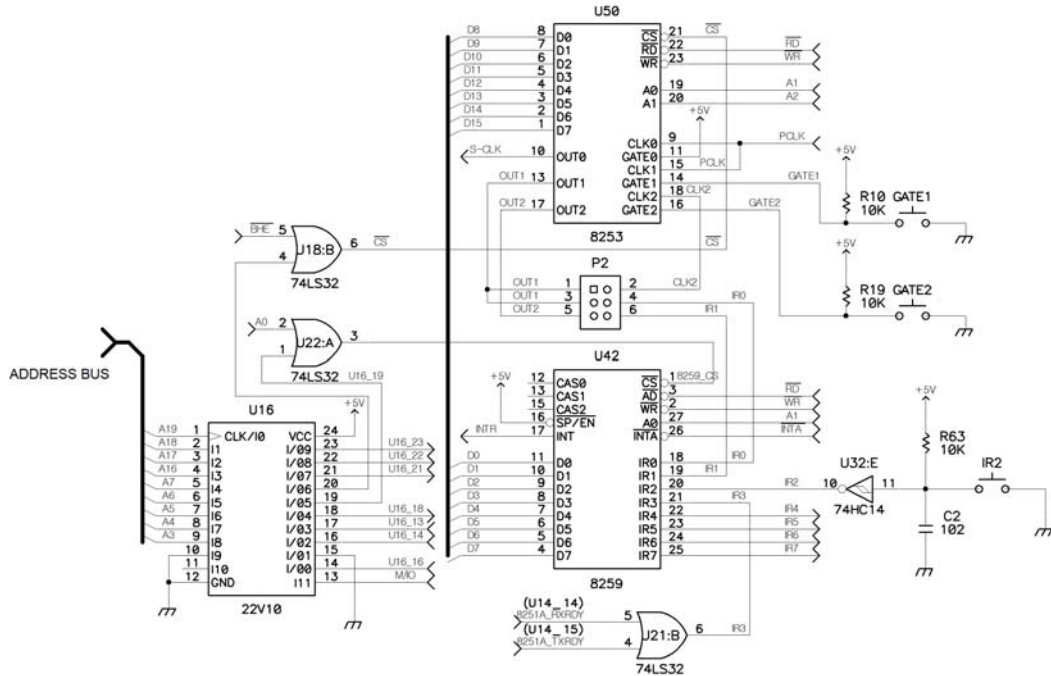 U50
D8 8 D0 CS 21 CS
D9 7 D1 RD 22 RD
D10 6 D2 WR 23 WR
D11 5 D3
D12 4 D4 A0 19 A1
D13 3 D5 A1 20 A2
D14 2 D6
D15 1 D7
CLK0 9 PCLK
+5V
S-CLK 10 OUT0 GATE0 11
CLK1 15 PCLK
OUT1 13 OUT1 GATE1 14 GATE1
CLK2 18 CLK2
OUT2 17 OUT2 GATE2 16 GATE2
8253
+5V
R10 GATE1
10K
+5V
R19 GATE2
10K
BHE 5
4
U18:B
6 CS
CS
74LS32
P2
OUT1 1 2 CLK2
OUT1 3 4 IR0
OUT2 5 6 IR1
A0 2
1
U22:A
3
74LS32
U16_19
ADDRESS BUS
U16
+5V
A19 1 CLK/I0 VCC 24
A18 2 I1 I/09 23 U16_23
A17 3 I2 I/08 22 U16_22
A16 4 I3 I/07 21 U16_21
A7 5 I4 I/06 20
A6 6 I5 I/05 19
A5 7 I6 I/04 18 U16_18
A4 8 I7 I/03 17 U16_13
A3 9 I8 I/02 16 U16_14
10 I9 I/01 15
11 I10 I/00 14 U16_16
12 GND I11 13 M/IO
22V10
U42
+5V
12 CAS0 CS 1 8259_CS
13 CAS1 AD 3 RD
15 CAS2 WR 2 WR
16 SP/EN A0 27 A1
INTR 17 INT INTA 26 INTA
D0 11 D0 IR0 18 IR0
D1 10 D1 IR1 19 IR1
D2 9 D2 IR2 20 IR2
D3 8 D3 IR3 21 IR3
D4 7 D4 IR4 22 IR4
D5 6 D5 IR5 23 IR5
D6 5 D6 IR6 24 IR6
D7 4 D7 IR7 25 IR7
8259
+5V
R63
10K
U32:E
10 11
74HC14
IR2
C2
102
(U14_14)
8251A_RXRDY 5
(U14_15)
8251A_TXRDY 4
U21:B
6 IR3
74LS32